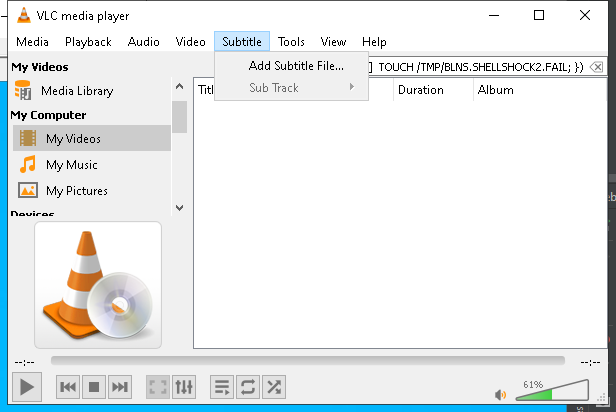 VLC media player
Media Playback Audio Video Subtitle Tools View Help
My Videos
] TOUCH /TMP/BLNS.SHELLSHOCK2.FAIL; })
Add Subtitle File...
Sub Track
Media Library
Duration Album
My Computer
My Videos
My Music
My Pictures
Devices
--:-- --:--
61%